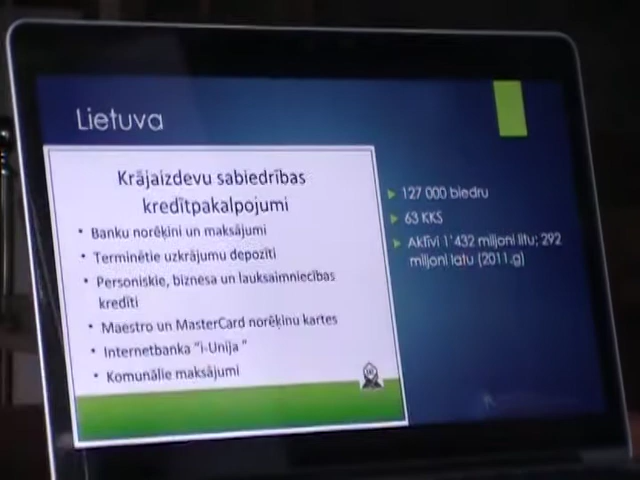 Lietuva
Krājaizdevu sabiedrības
kredītpakalpojumi
• Banku norēķini un maksājumi
• Terminētie uzkrājumu depozīti
• Personiskie, biznesa un lauksaimniecības
kredīti
• Maestro un MasterCard norēķinu kartes
• Internetbanka "i-Unija"
• Komunālie maksājumi
127 000 biedru
63 KKS
Aktīvi 1'432 miljoni litu; 292
miljoni latu (2011.g)